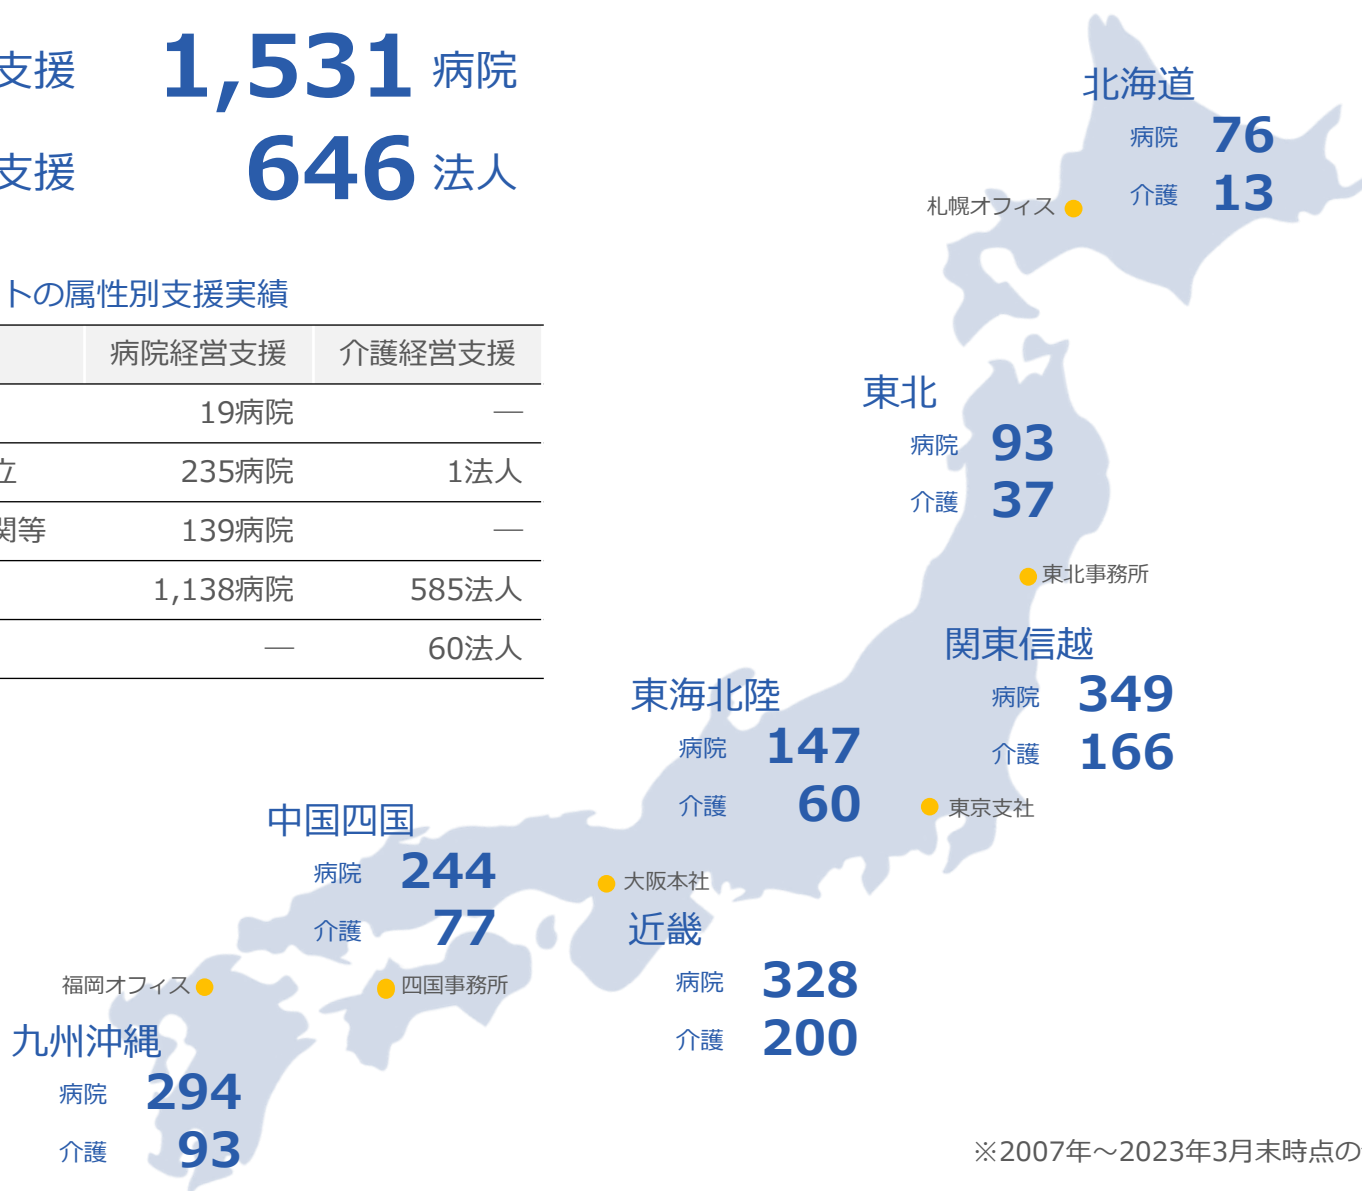 支援 1,531 病院
支援 646 法人
トの属性別支援実績
病院経営支援 介護経営支援
19病院 ―
立 235病院 1法人
関等 139病院 ―
1,138病院 585法人
― 60法人
北海道
病院 76
介護 13
札幌オフィス
東北
病院 93
介護 37
東北事務所
関東信越
病院 349
介護 166
東京支社
東海北陸
病院 147
介護 60
中国四国
病院 244
介護 77
四国事務所
大阪本社
近畿
病院 328
介護 200
福岡オフィス
九州沖縄
病院 294
介護 93
※2007年～2023年3月末時点の